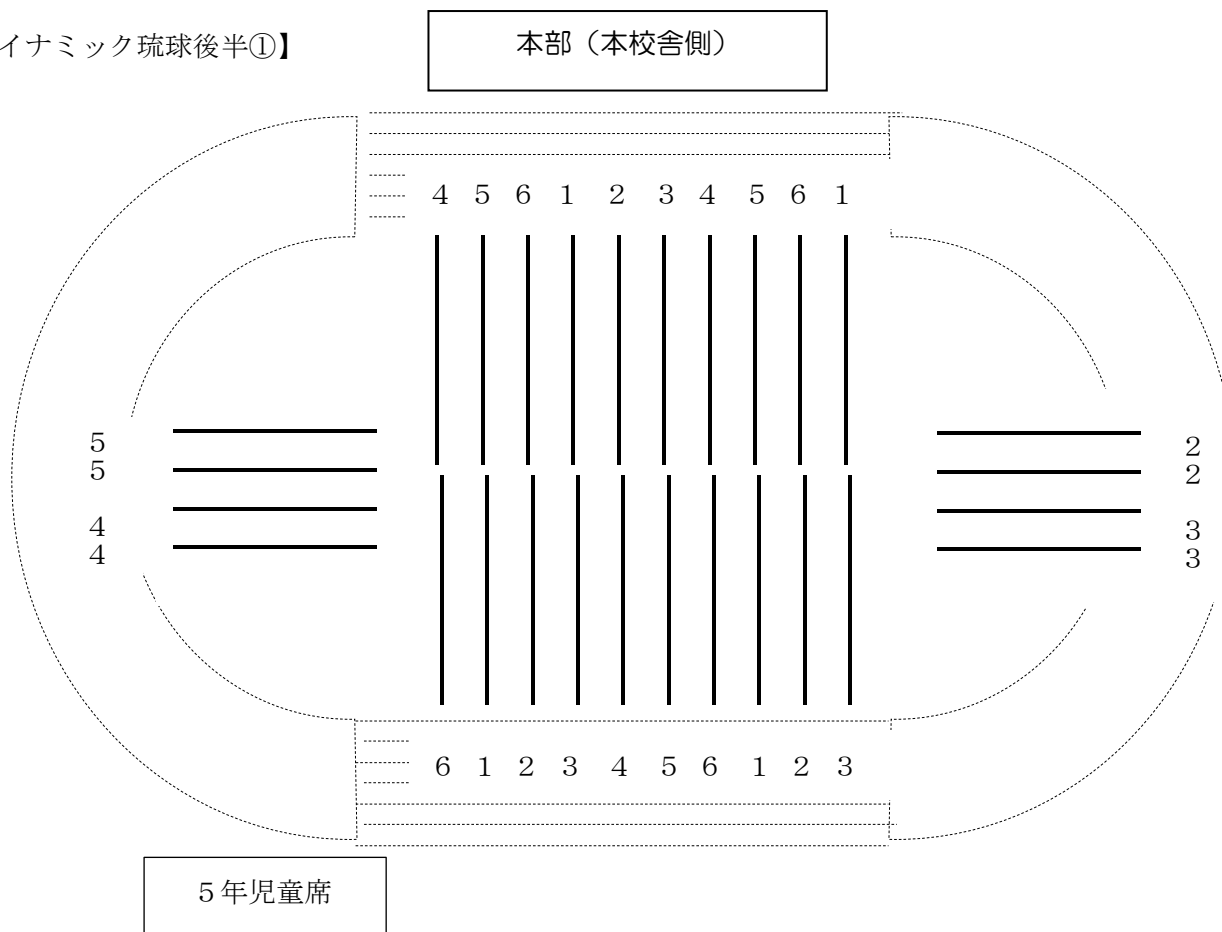 イナミック琉球後半①】
本部（本校舎側）
４ ５ ６ １ ２ ３ ４ ５ ６ １
５
５
４
４
２
２
３
３
６ １ ２ ３ ４ ５ ６ １ ２ ３
５年児童席